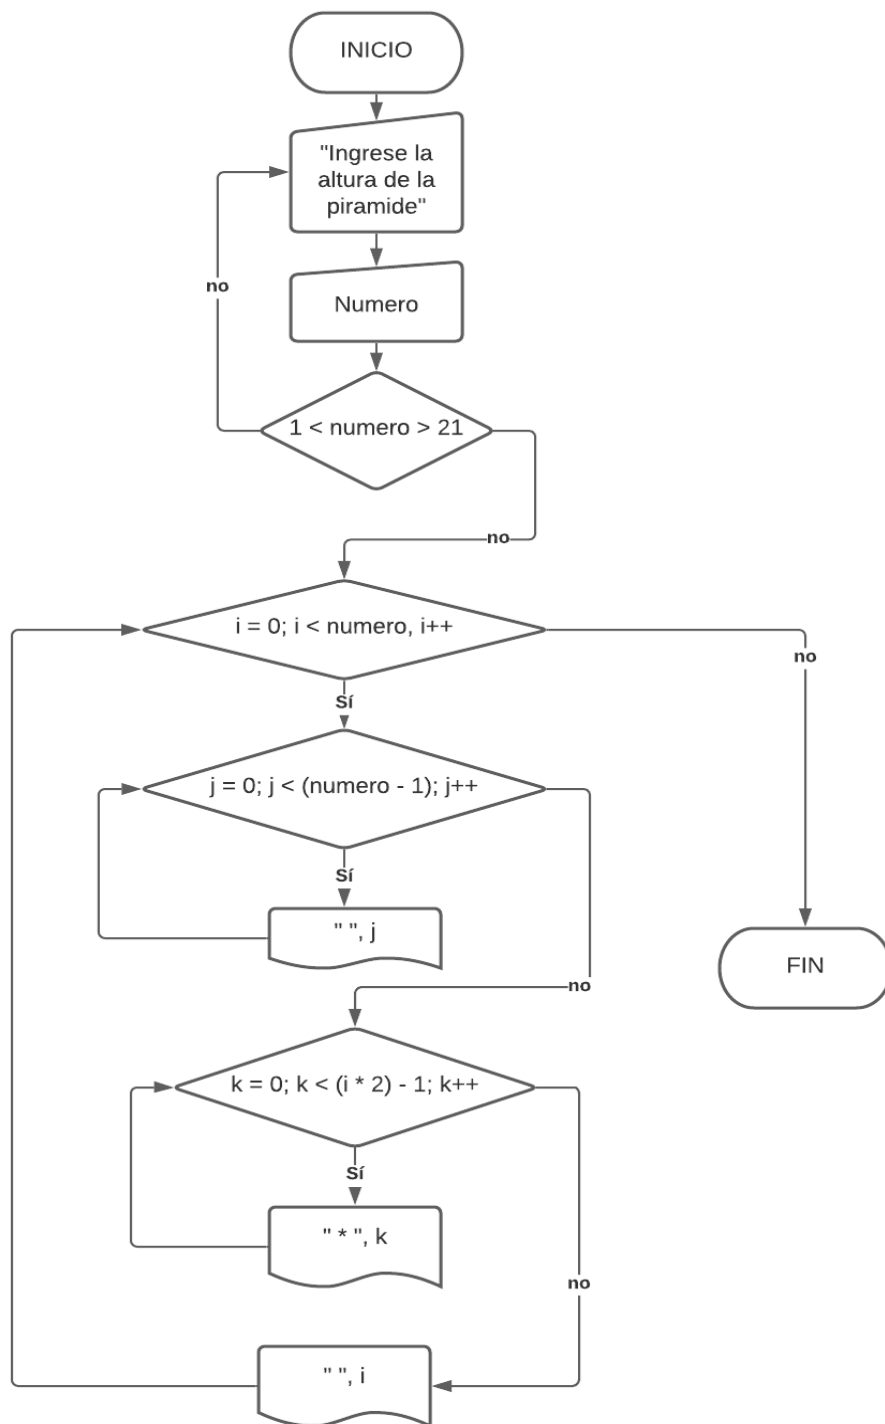 INICIO
"Ingrese la
altura de la
piramide"
no
Numero
1 < numero > 21
no
i = 0; i < numero, i++
no
Sí
j = 0; j < (numero - 1); j++
Sí
" ", j
FIN
no
k = 0; k < (i * 2) - 1; k++
Sí
" * ", k
no
" ", i